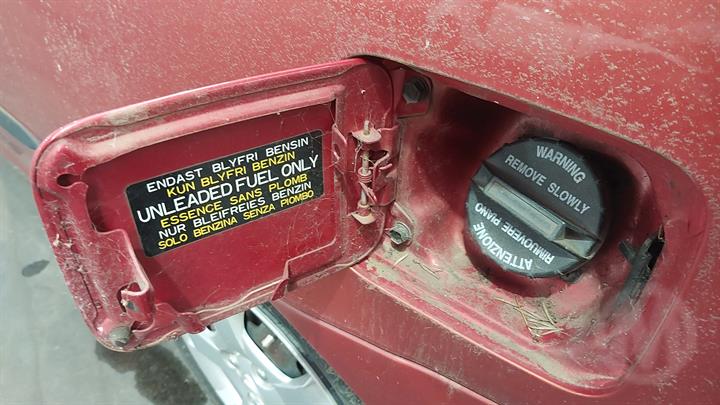 ENDAST BLYFRI BENSIN
KUN BLYFRI BENZIN
UNLEADED FUEL ONLY
ESSENCE SANS PLOMB
NUR BLEIFREIES BENZIN
SOLO BENZINA SENZA PIOMBO
WARNING
REMOVE SLOWLY
ATTENZIONE
RIMUOVERE PIANO